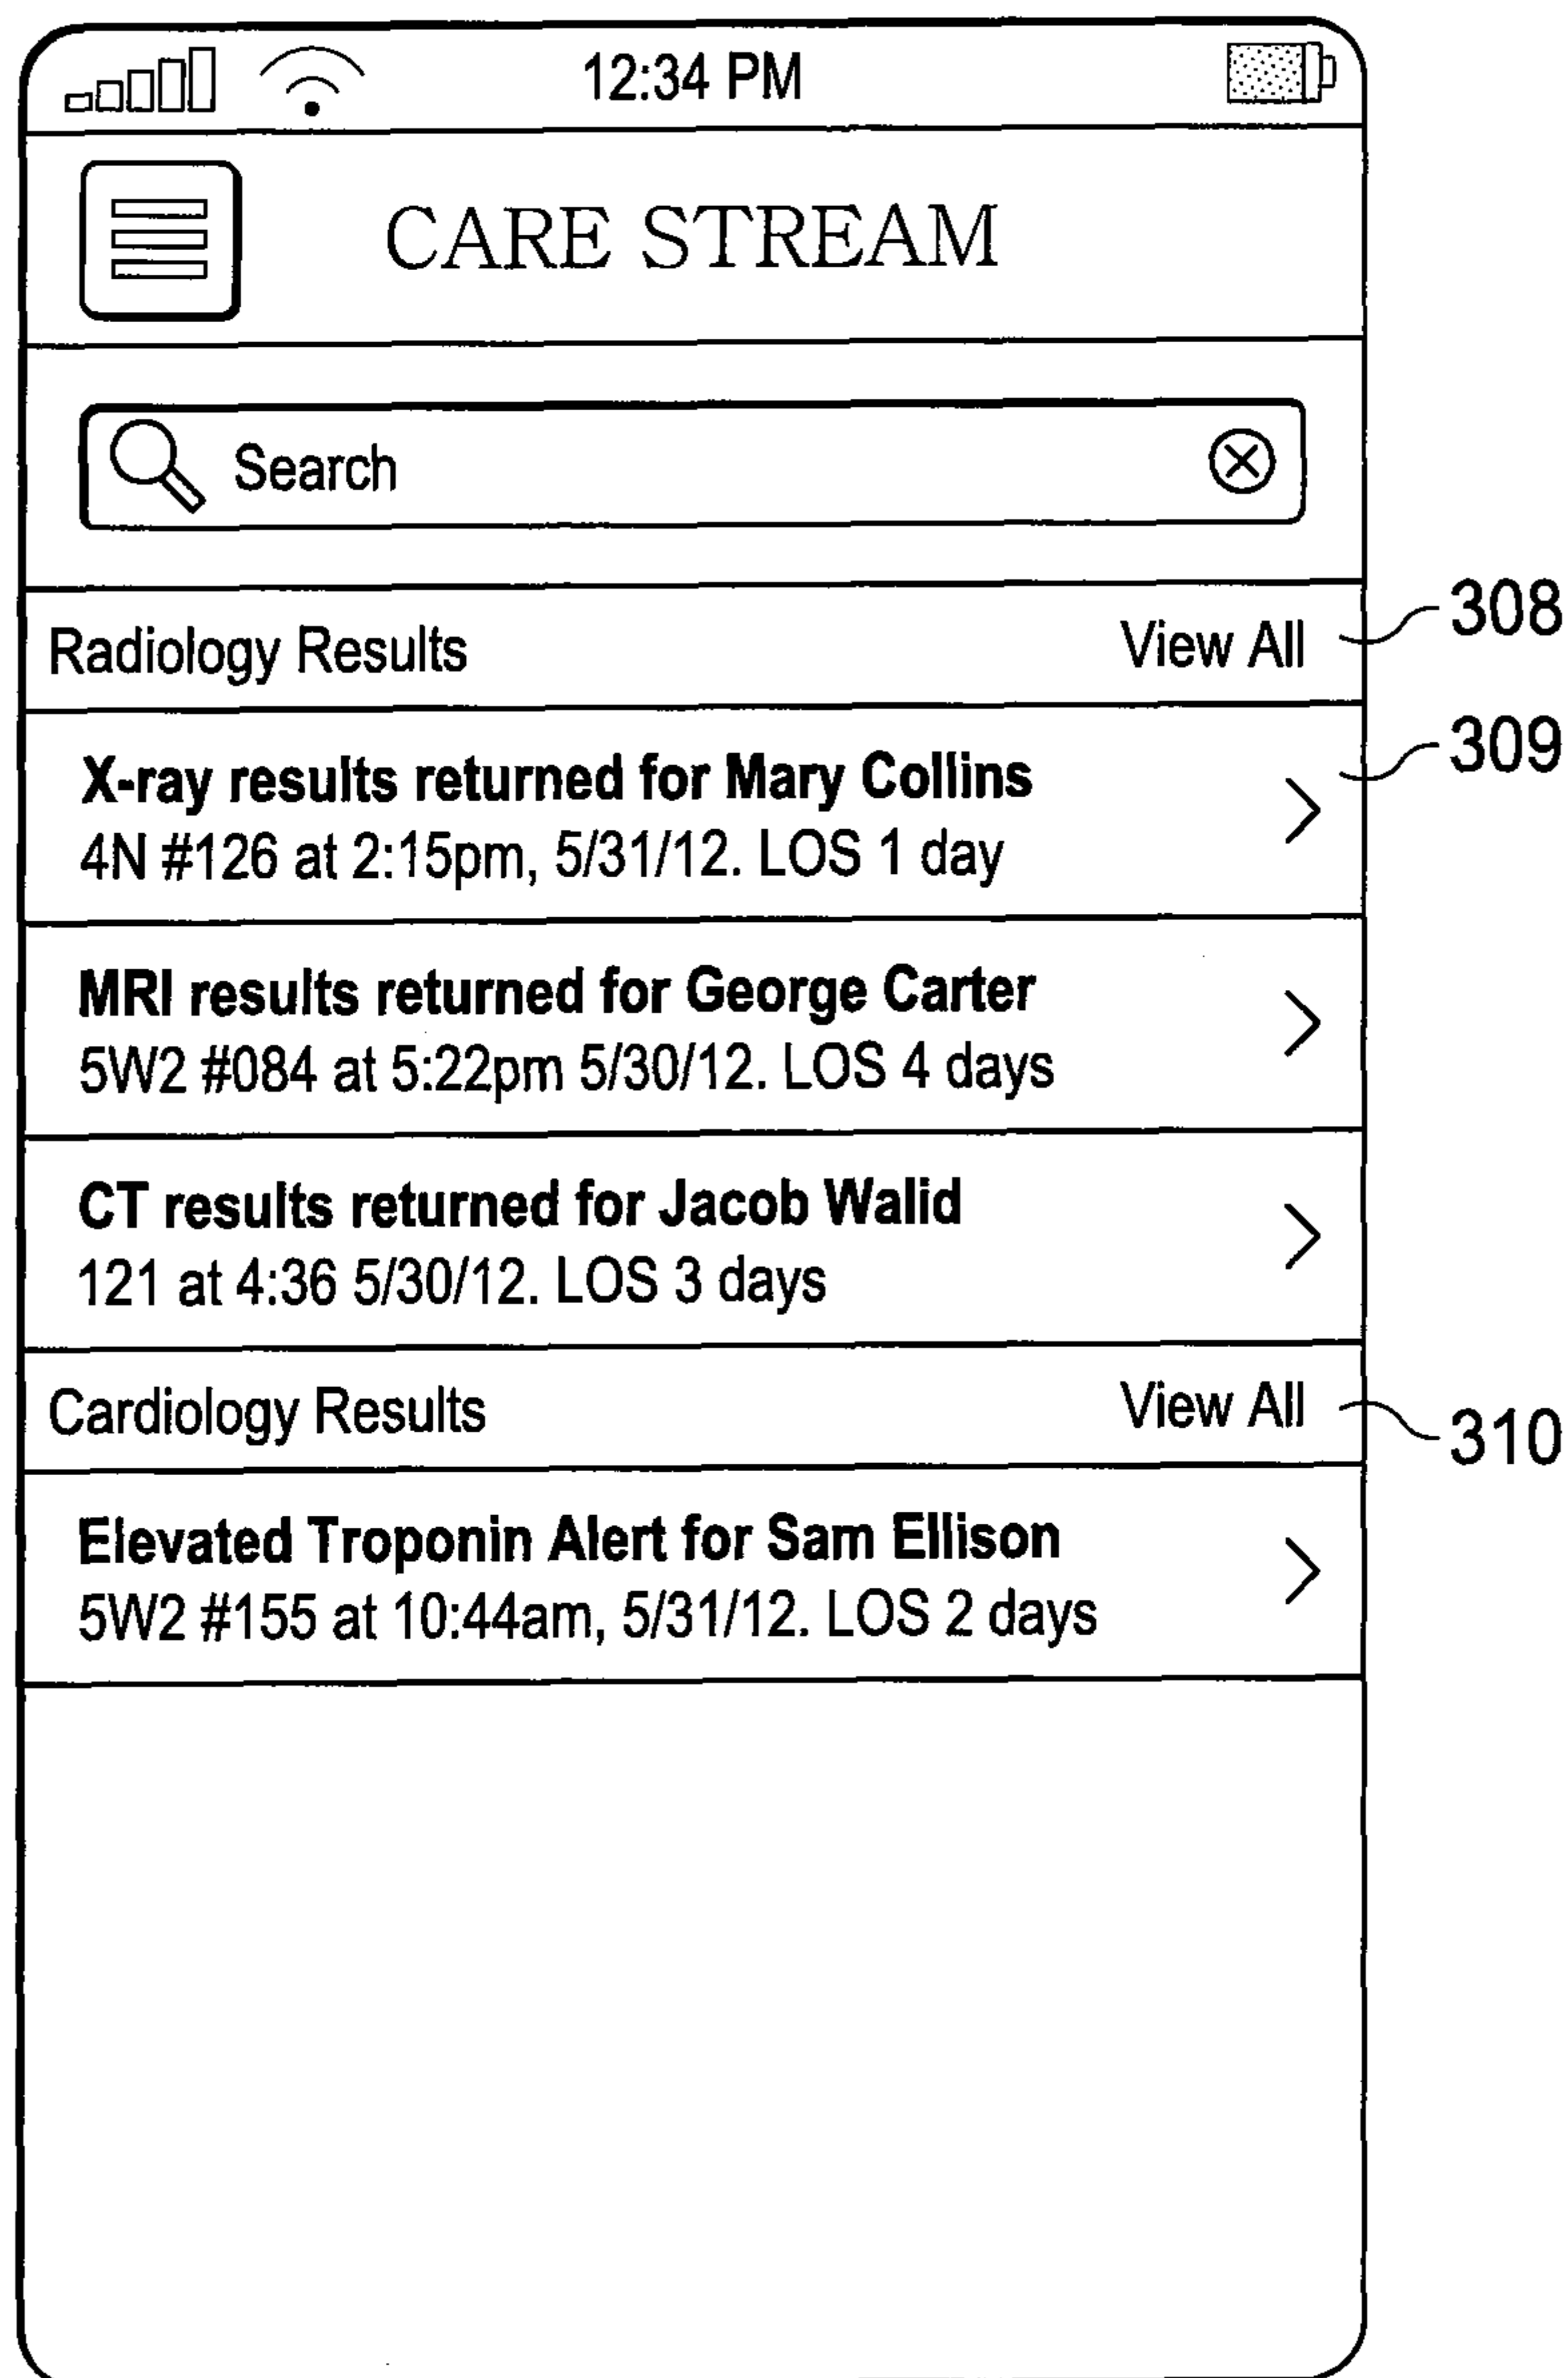 12:34 PM
CARE STREAM
Search
Radiology Results View All
308
X-ray results returned for Mary Collins
309
4N #126 at 2:15pm, 5/31/12. LOS 1 day
MRI results returned for George Carter
5W2 #084 at 5:22pm 5/30/12. LOS 4 days
CT results returned for Jacob Walid
121 at 4:36 5/30/12. LOS 3 days
Cardiology Results View All
310
Elevated Troponin Alert for Sam Ellison
5W2 #155 at 10:44am, 5/31/12. LOS 2 days